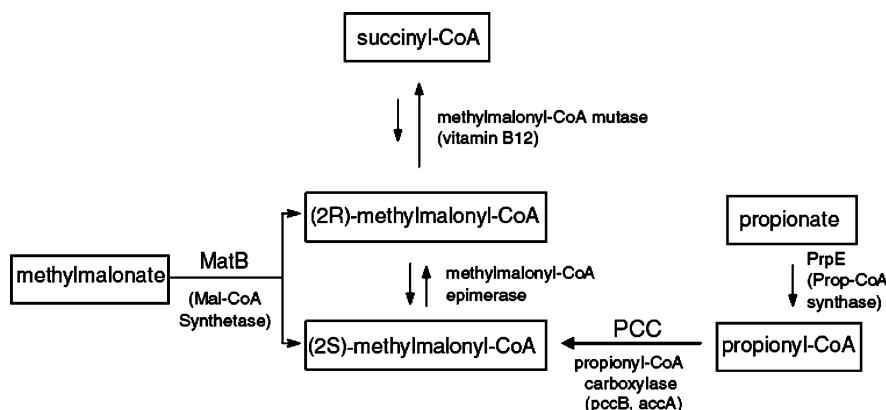 succinyl-CoA
methylmalonyl-CoA mutase
(vitamin B12)
(2R)-methylmalonyl-CoA
propionate
methylmalonate
MatB
(Mal-CoA
Synthetase)
methylmalonyl-CoA
epimerase
PrpE
(Prop-CoA
synthase)
(2S)-methylmalonyl-CoA
PCC
propionyl-CoA
carboxylase
(pccB, accA)
propionyl-CoA